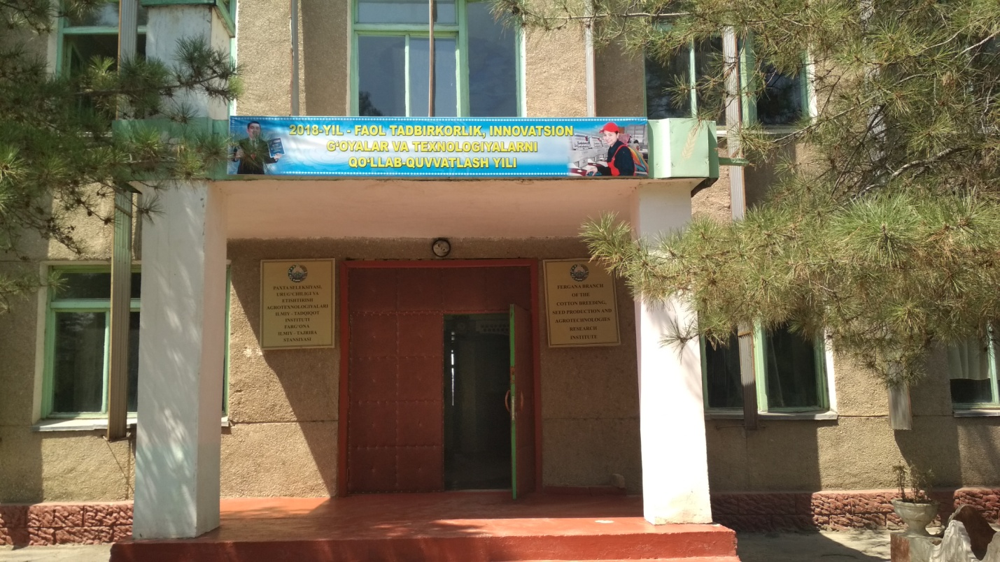 2018-YIL - FAOL TADBIRKORLIK, INNOVATSION
G‘OYALAR VA TEXNOLOGIYALARNI
QO‘LLAB-QUVVATLASH YILI
PAXTA SELEKSIYASI,
URUG‘CHILIGI VA
ETISHTIRISH
AGROTEXNOLOGIYALARI
ILMIY - TADQIQOT
INSTITUTI
FARG‘ONA
ILMIY - TAJRIBA
STANSIYASI
FERGANA BRANCH
OF THE
COTTON BREEDING,
SEED PRODUCTION AND
AGROTECHNOLOGIES
RESEARCH
INSTITUTE